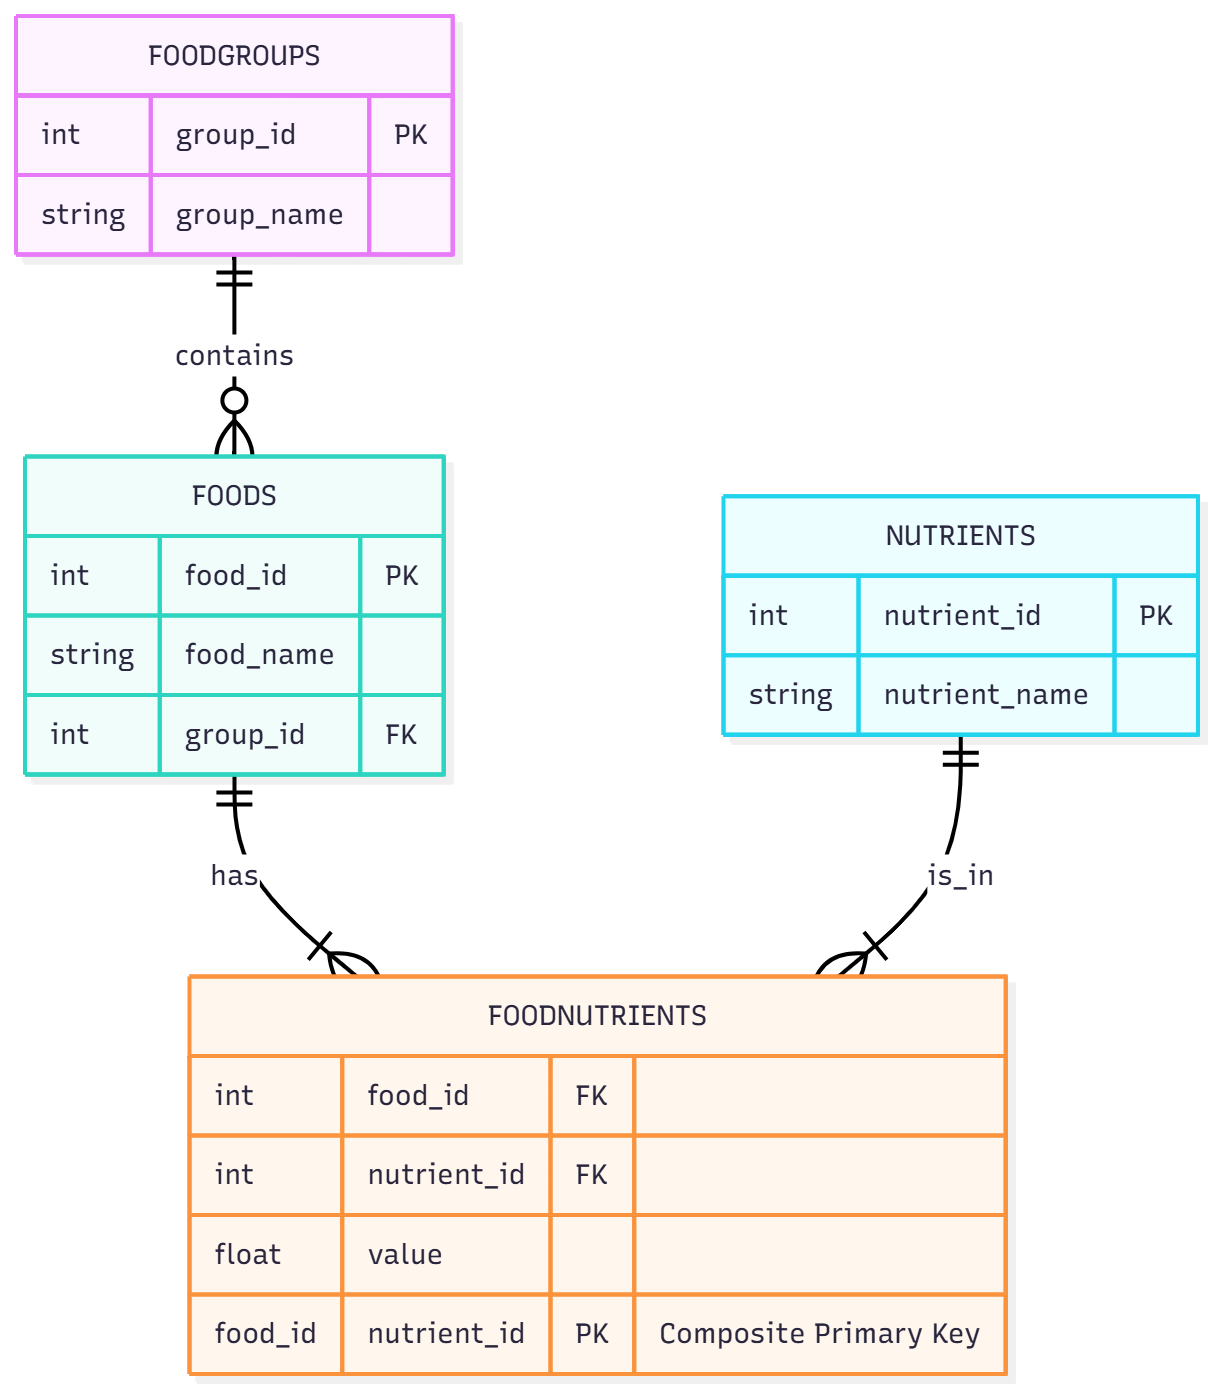 FOODGROUPS
int group_id PK
string group_name
contains
FOODS
int food_id PK
string food_name
int group_id FK
NUTRIENTS
int nutrient_id PK
string nutrient_name
has
is_in
FOODNUTRIENTS
int food_id FK
int nutrient_id FK
float value
food_id nutrient_id PK Composite Primary Key